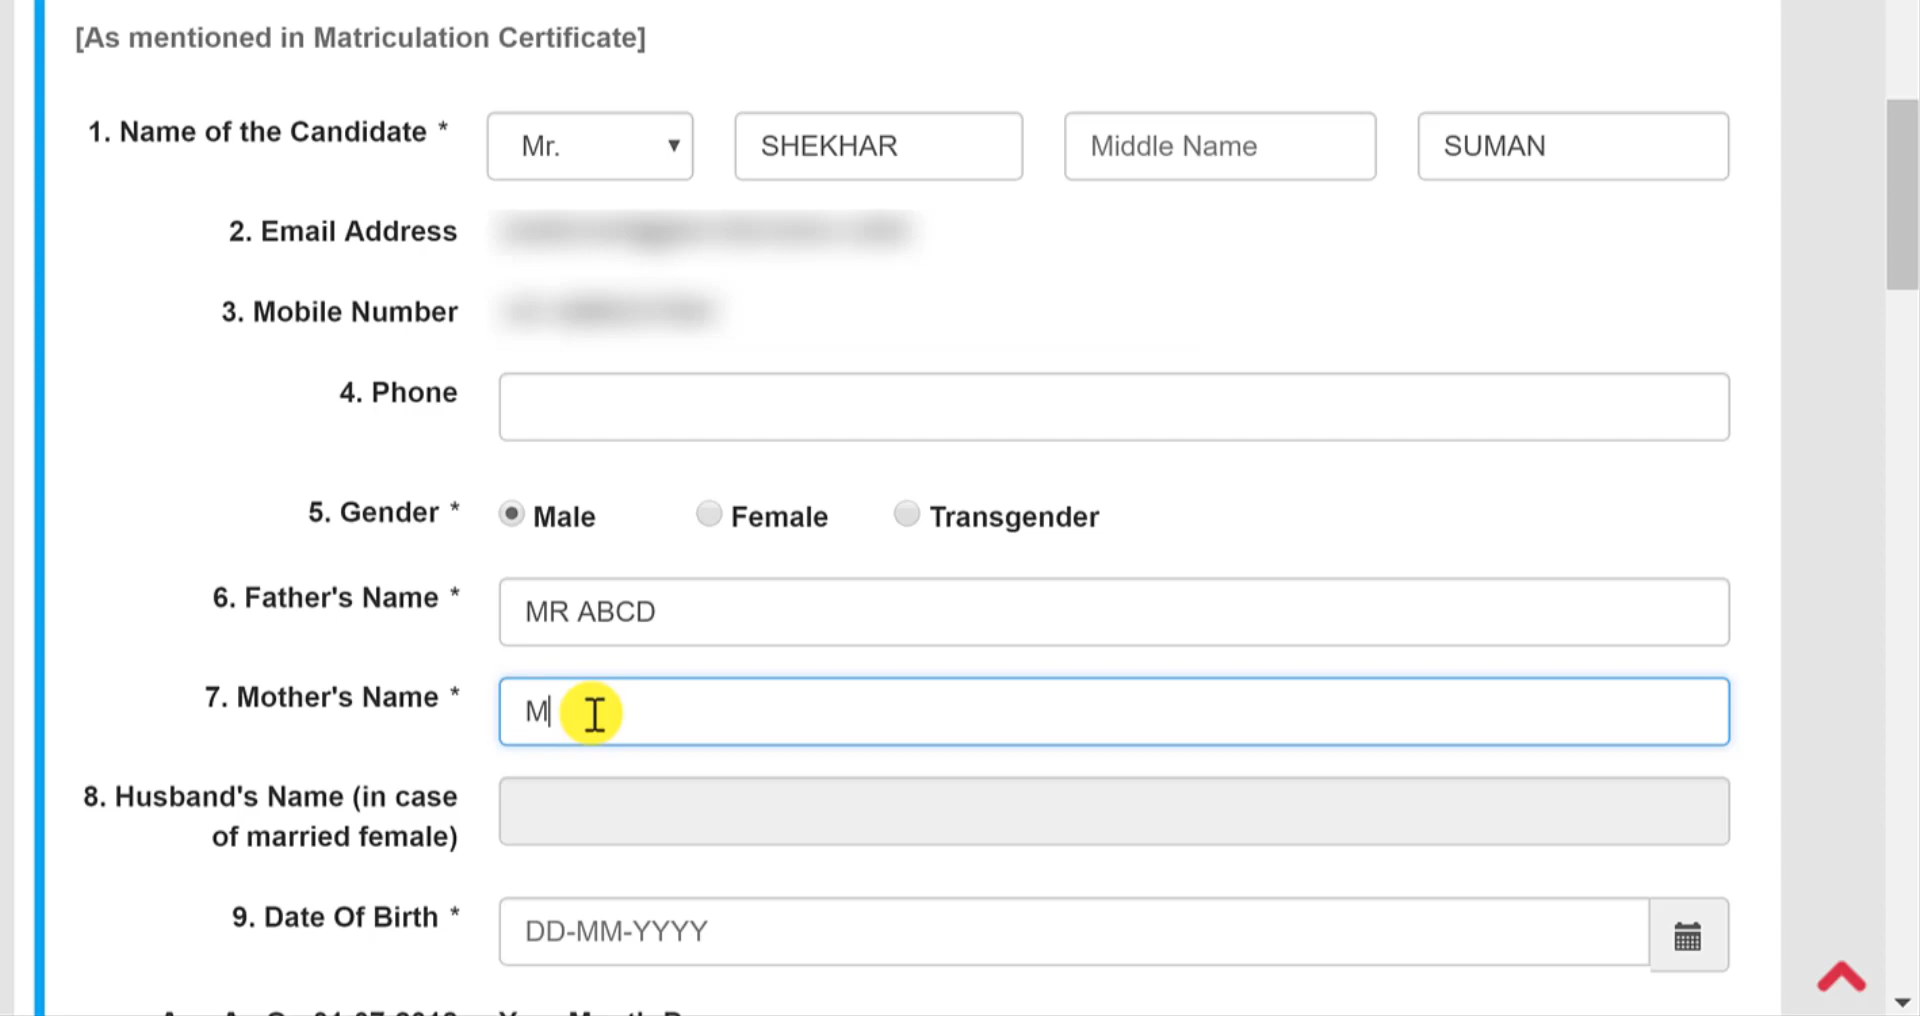 [As mentioned in Matriculation Certificate]
1. Name of the Candidate * Mr. SHEKHAR Middle Name SUMAN
2. Email Address
3. Mobile Number
4. Phone
5. Gender * Male Female Transgender
6. Father's Name * MR ABCD
7. Mother's Name * M
8. Husband's Name (in case
of married female)
9. Date Of Birth * DD-MM-YYYY